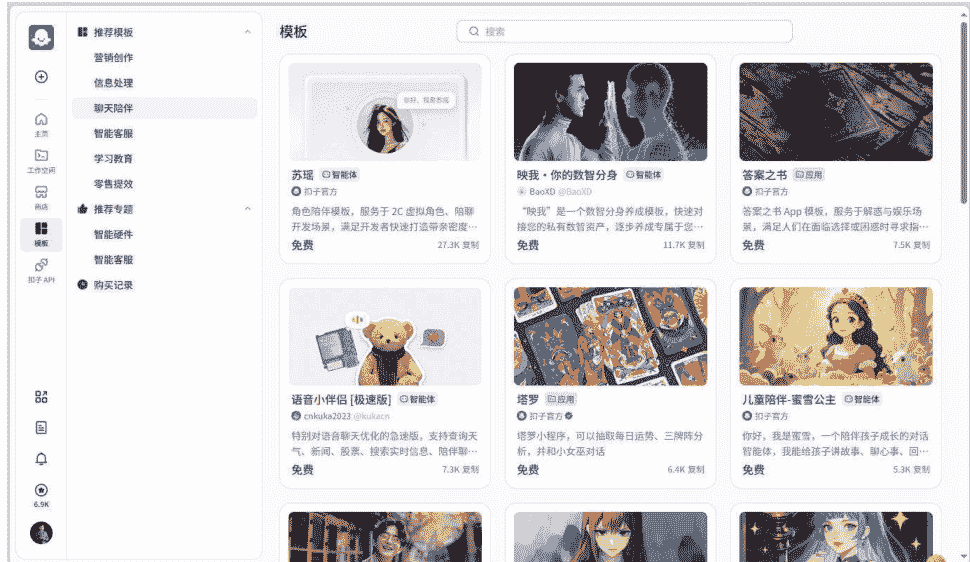 主页
工作空间
商店
模板
扣子 API
6.9K
推荐模板
营销创作
信息处理
聊天陪伴
智能客服
学习教育
零售提效
推荐专题
智能硬件
智能客服
购买记录
模板
搜索
你好，我是苏瑶
苏瑶 智能体
扣子官方
角色陪伴模板，服务于 2C 虚拟角色、陪聊
开发场景，满足开发者快速打造带亲密度…
免费 27.3K 复制
映我·你的数智分身 智能体
BaoXD @BaoXD
“映我”是一个数智分身养成模板，快速对
接您的私有数智资产，逐步养成专属于您…
免费 11.7K 复制
答案之书 应用
扣子官方
答案之书 App 模板，服务于解惑与娱乐场
景，满足人们在面临选择或困惑时寻求指…
免费 7.5K 复制
语音小伴侣 [极速版] 智能体
cnkuka2023 @kukacn
特别对语音聊天优化的急速版，支持查询天
气、新闻、股票、搜索实时信息、陪伴聊…
免费 7.3K 复制
塔罗 应用
扣子官方
塔罗小程序，可以抽取每日运势、三牌阵分
析，并和小女巫对话
免费 6.4K 复制
儿童陪伴-蜜雪公主 智能体
扣子官方
你好，我是蜜雪，一个陪伴孩子成长的对话
智能体，我能给孩子讲故事、聊心事、回…
免费 5.3K 复制